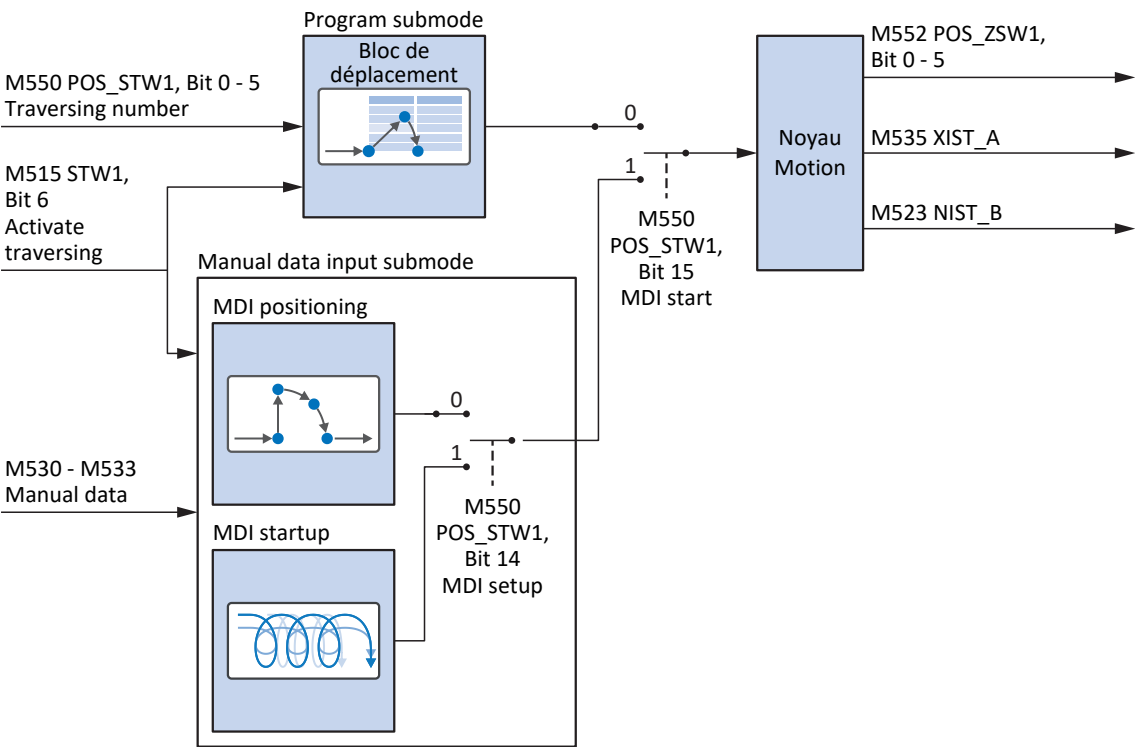 Program submode
Bloc de
déplacement
M550 POS_STW1, Bit 0 - 5
Traversing number
M515 STW1,
Bit 6
Activate
traversing
0
1
M550
POS_STW1,
Bit 15
MDI start
Noyau
Motion
M552 POS_ZSW1,
Bit 0 - 5
M535 XIST_A
M523 NIST_B
Manual data input submode
MDI positioning
0
1
M550
POS_STW1,
Bit 14
MDI setup
M530 - M533
Manual data
MDI startup